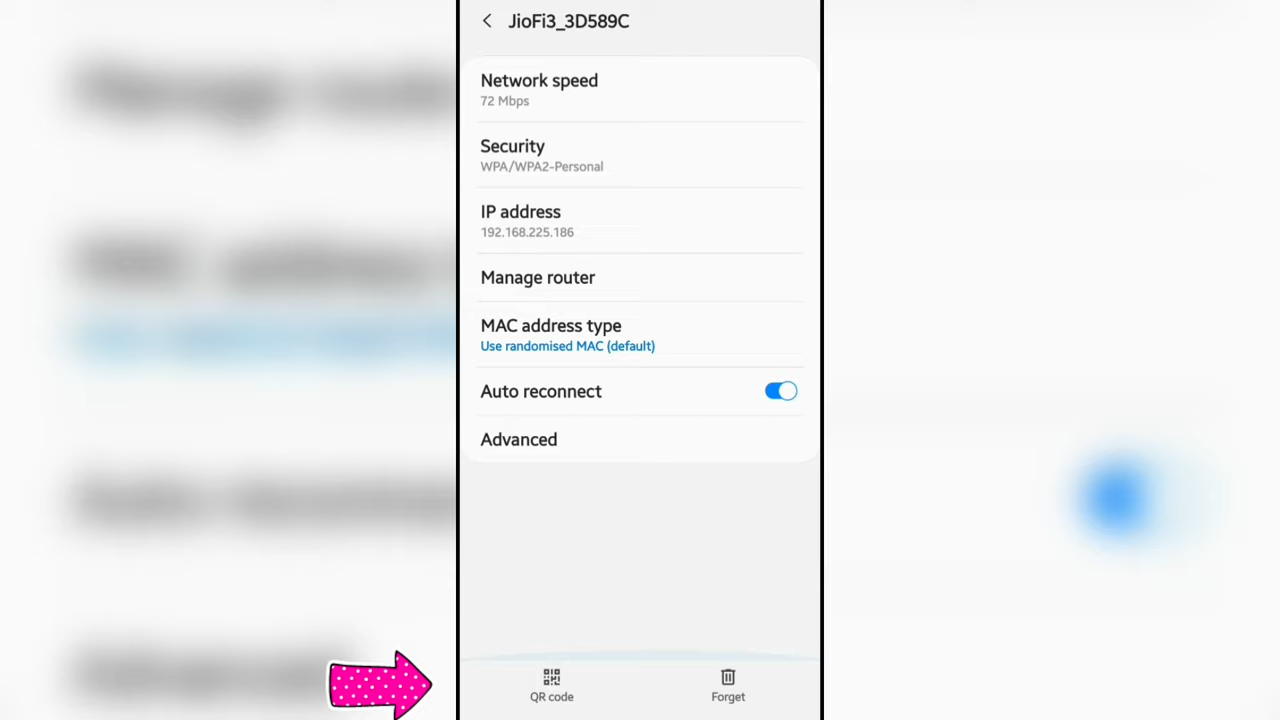 JioFi3_3D589C
Network speed
72 Mbps
Security
WPA/WPA2-Personal
IP address
192.168.225.186
Manage router
MAC address type
Use randomised MAC (default)
Auto reconnect
Advanced
QR code
Forget